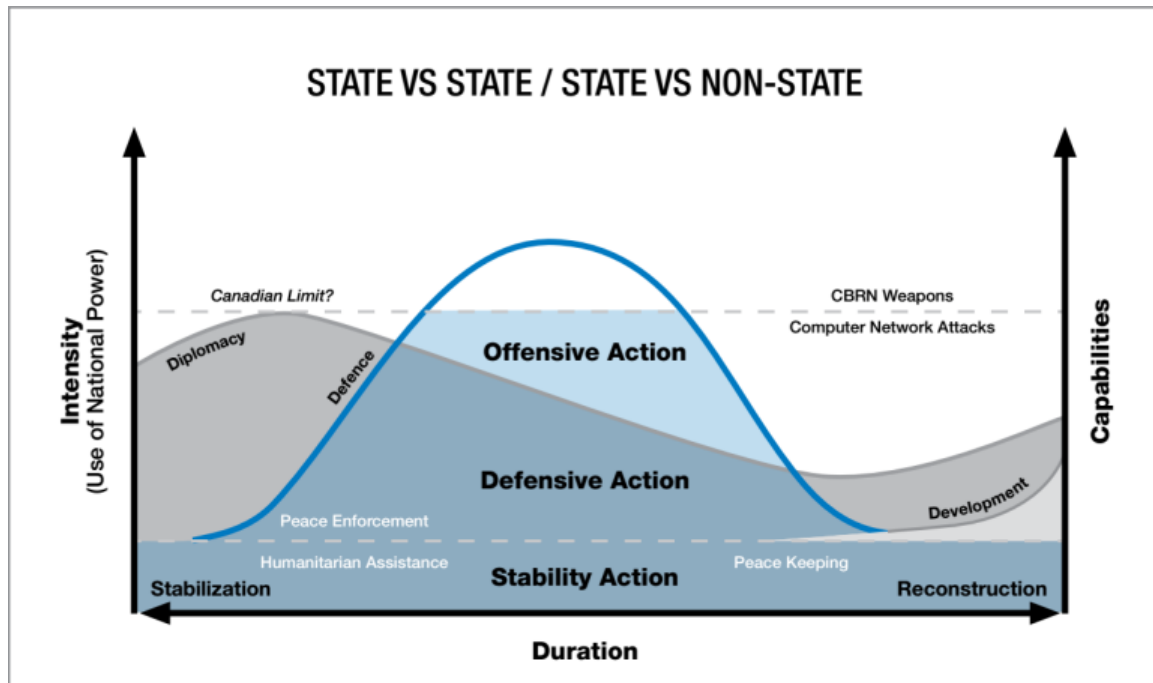 STATE VS STATE / STATE VS NON-STATE
Intensity
(Use of National Power)
Capabilities
Canadian Limit?
CBRN Weapons
Computer Network Attacks
Diplomacy
Defence
Offensive Action
Defensive Action
Development
Peace Enforcement
Humanitarian Assistance
Peace Keeping
Stability Action
Stabilization
Reconstruction
Duration